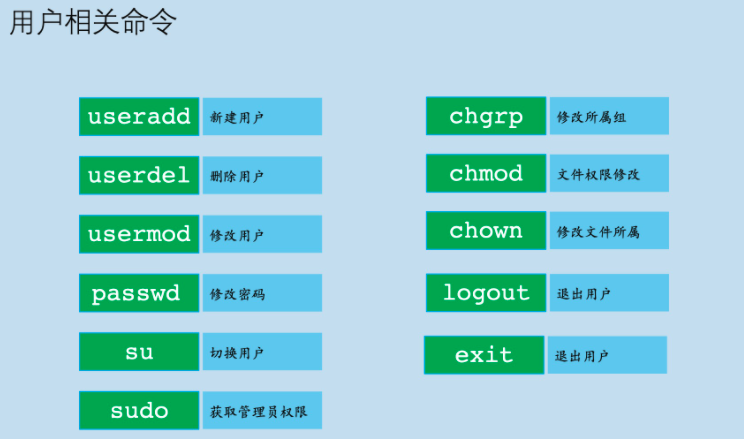 用户相关命令
useradd 新建用户
userdel 删除用户
usermod 修改用户
passwd 修改密码
su 切换用户
sudo 获取管理员权限
chgrp 修改所属组
chmod 文件权限修改
chown 修改文件所属
logout 退出用户
exit 退出用户